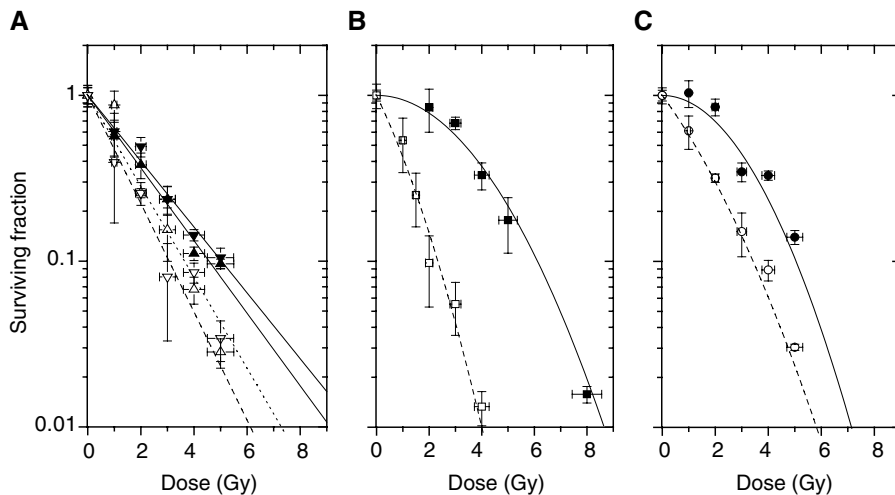 A
B
C
Surviving fraction
1
0.1
0.01
0 2 4 6 8
0 2 4 6 8
0 2 4 6 8
Dose (Gy)
Dose (Gy)
Dose (Gy)